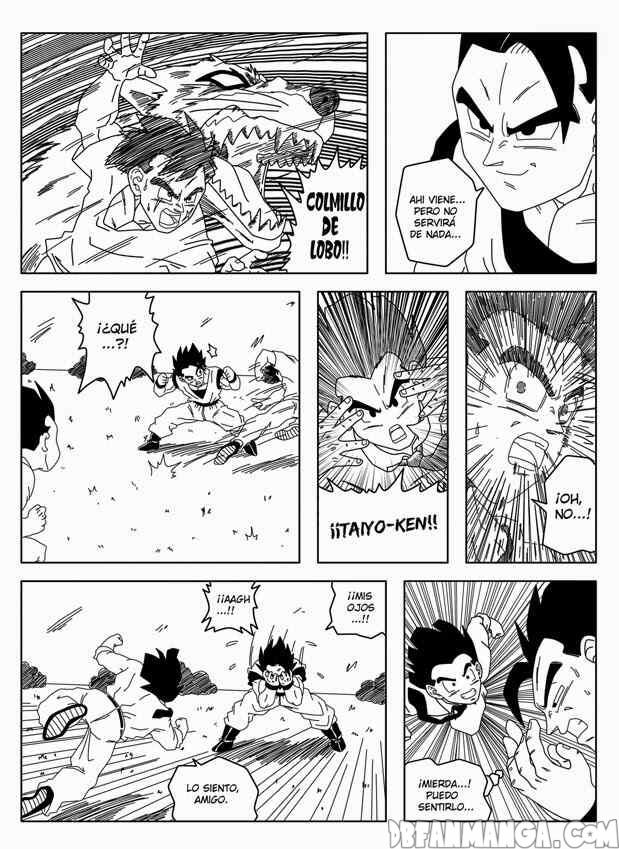 COLMILLO
DE
LOBO!!
AHI VIENE...
PERO NO
SERVIRÁ
DE NADA...
¡¿QUÉ
...?!
¡¡TAIYO-KEN!!
¡OH,
NO...!
¡¡AAGH
...!!
¡¡MIS
OJOS
...!!
LO SIENTO,
AMIGO.
¡MIERDA...!
PUEDO
SENTIRLO...
DBFANMANGA.COM